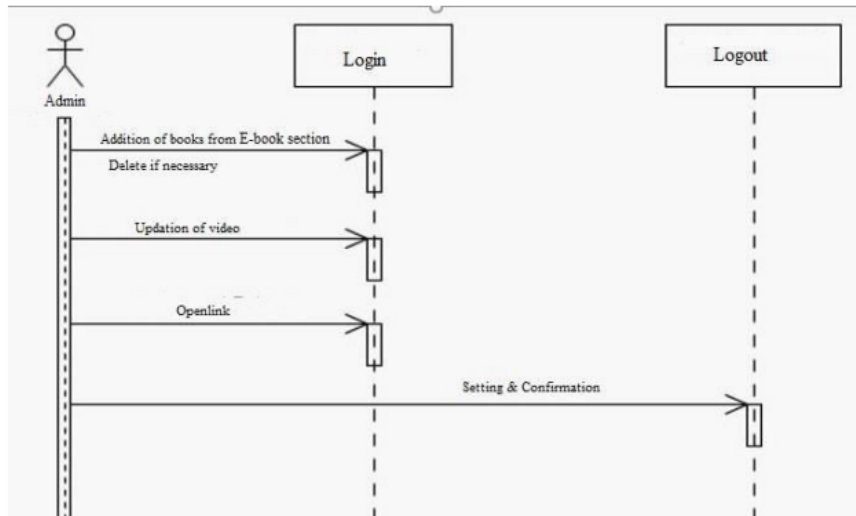 Login
Logout
Admin
Addition of books from E-book section
Delete if necessary
Updation of video
Openlink
Setting & Confirmation